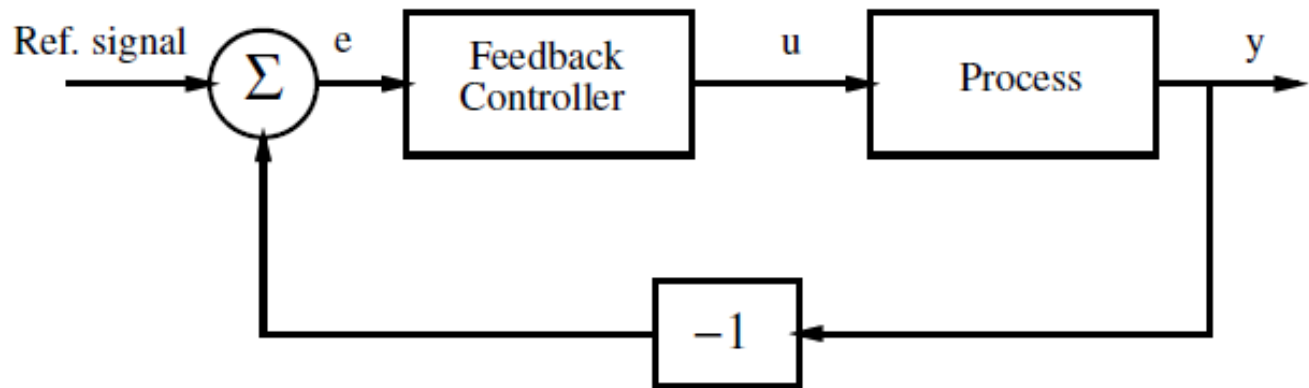 Ref. signal
Σ
e
Feedback
Controller
u
Process
y
−1